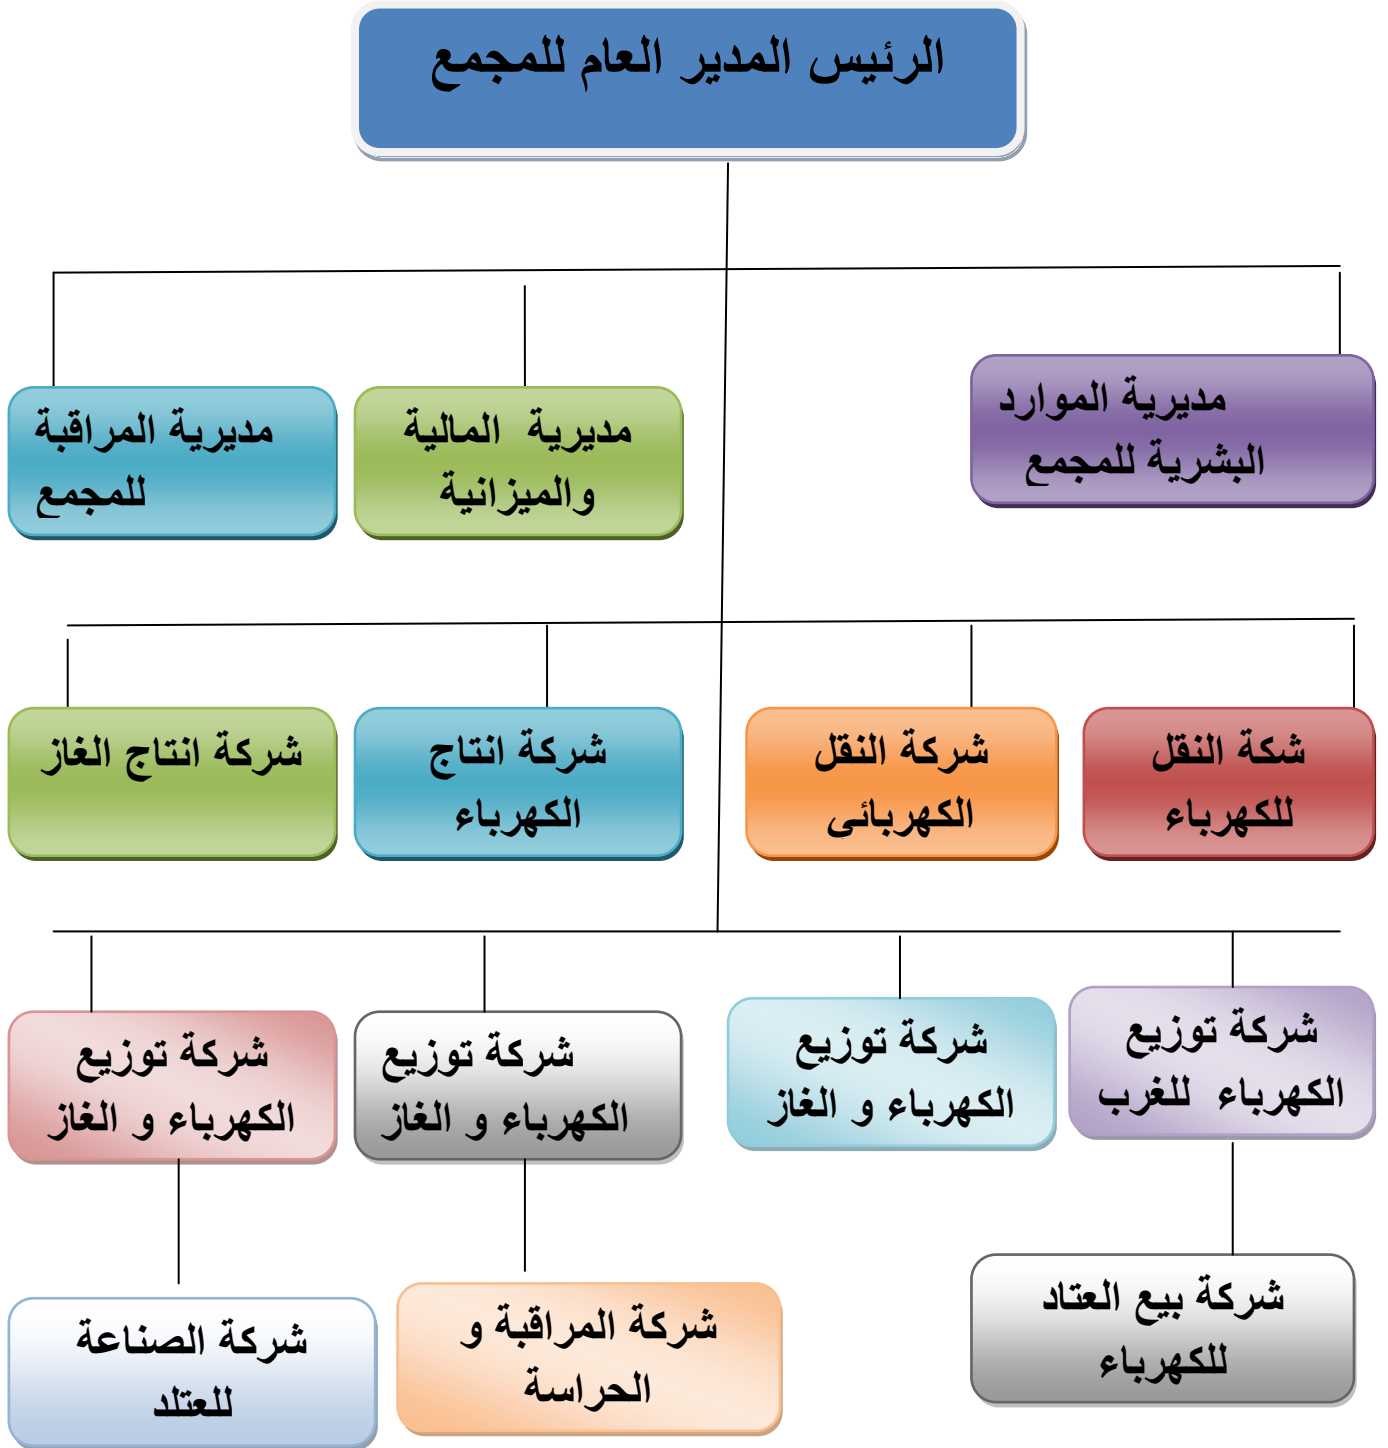 الرئيس المدير العام للمجمع
مديرية الموارد
البشرية للمجمع
مديرية المالية
والميزانية
مديرية المراقبة
للمجمع
شكة النقل
للكهرباء
شركة النقل
الكهربائي
شركة انتاج
الكهرباء
شركة انتاج الغاز
شركة توزيع
الكهرباء للغرب
شركة توزيع
الكهرباء و الغاز
شركة توزيع
الكهرباء و الغاز
شركة توزيع
الكهرباء و الغاز
شركة بيع العتاد
للكهرباء
شركة المراقبة و
الحراسة
شركة الصناعة
للعتلد